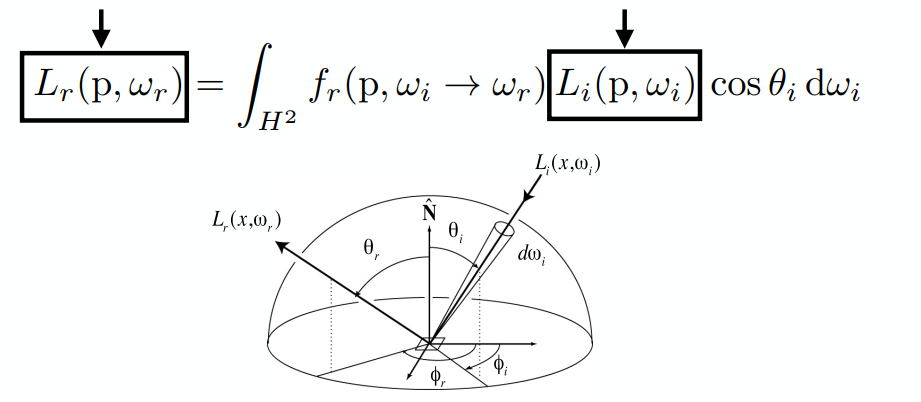 L_r(p, ω_r) = ∫_{H^2} f_r(p, ω_i → ω_r) L_i(p, ω_i) cos θ_i dω_i
L_i(x,ω_i)
L_r(x,ω_r)
N̂
θ_r
θ_i
dω_i
ϕ_r
ϕ_i